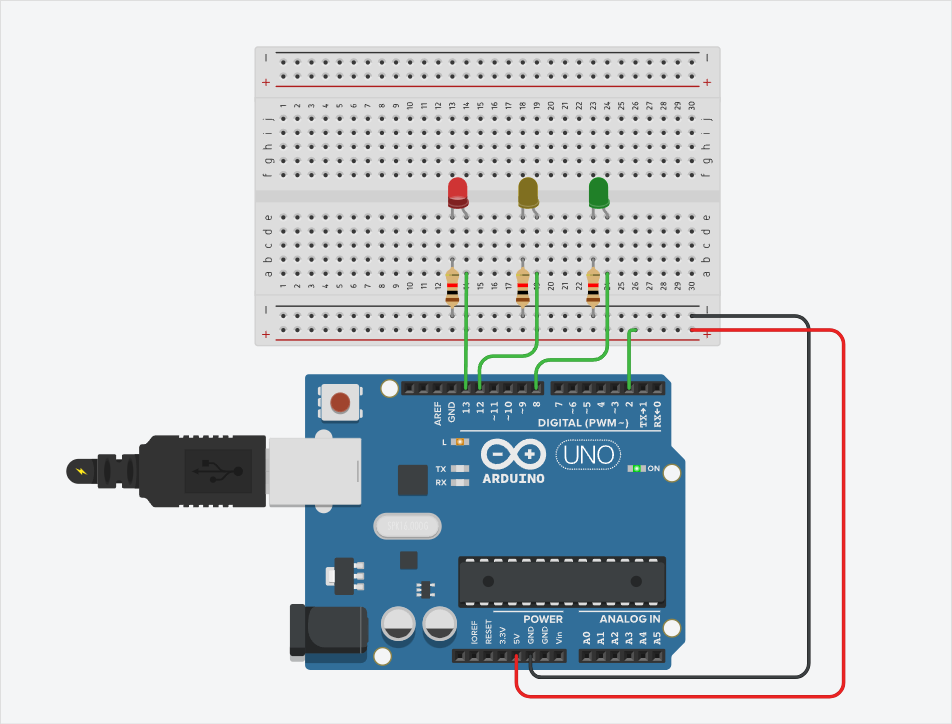 − −
+ +
1 2 3 4 5 6 7 8 9 10 11 12 13 14 15 16 17 18 19 20 21 22 23 24 25 26 27 28 29 30
j j
i i
h h
g g
f f
e e
d d
c c
b b
a a
1 2 3 4 5 6 7 8 9 10 11 12 13 14 15 16 17 18 19 20 21 22 23 24 25 26 27 28 29 30
− −
+ +
AREF GND 13 12 ~11 ~10 ~9 8 7 ~6 ~5 4 ~3 2 TX→1 RX←0
DIGITAL (PWM~)
L
TX
RX
UNO
ON
ARDUINO
POWER ANALOG IN
IOREF RESET 3.3V 5V GND GND Vin A0 A1 A2 A3 A4 A5